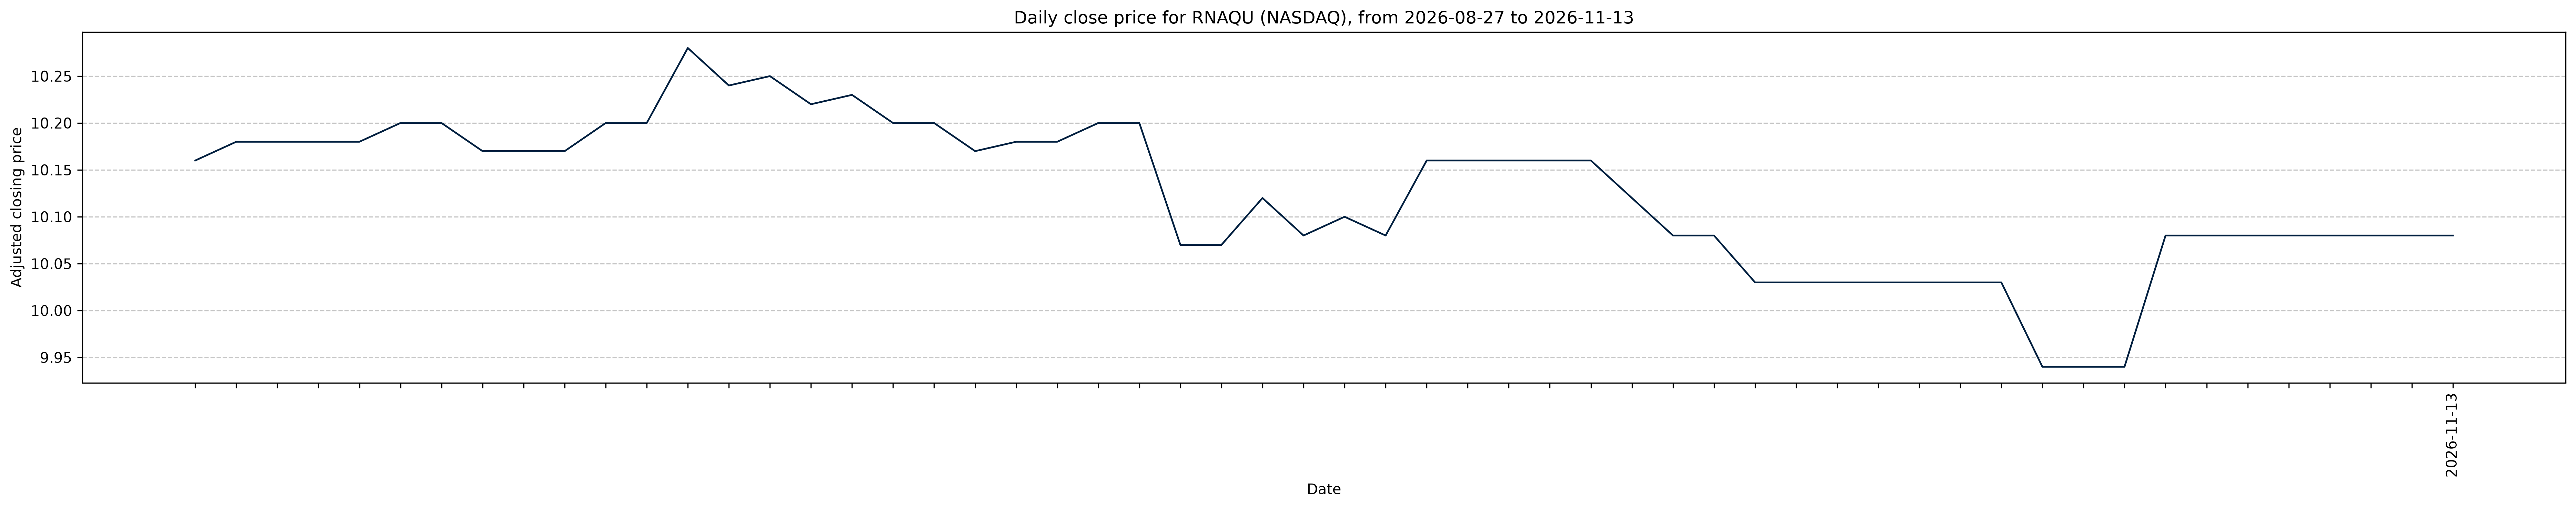 Daily close price for RNAQU (NASDAQ), from 2026-08-27 to 2026-11-13
Adjusted closing price
10.25
10.20
10.15
10.10
10.05
10.00
9.95
2026-11-13
Date